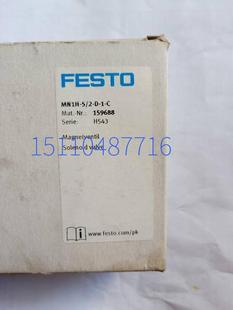 FESTO
MN1H-5/2-D-1-C
Mat. Nr.: 159688
Serie: H543
Magnetventil
Solenoid valve
15110487716
www.festo.com/pk